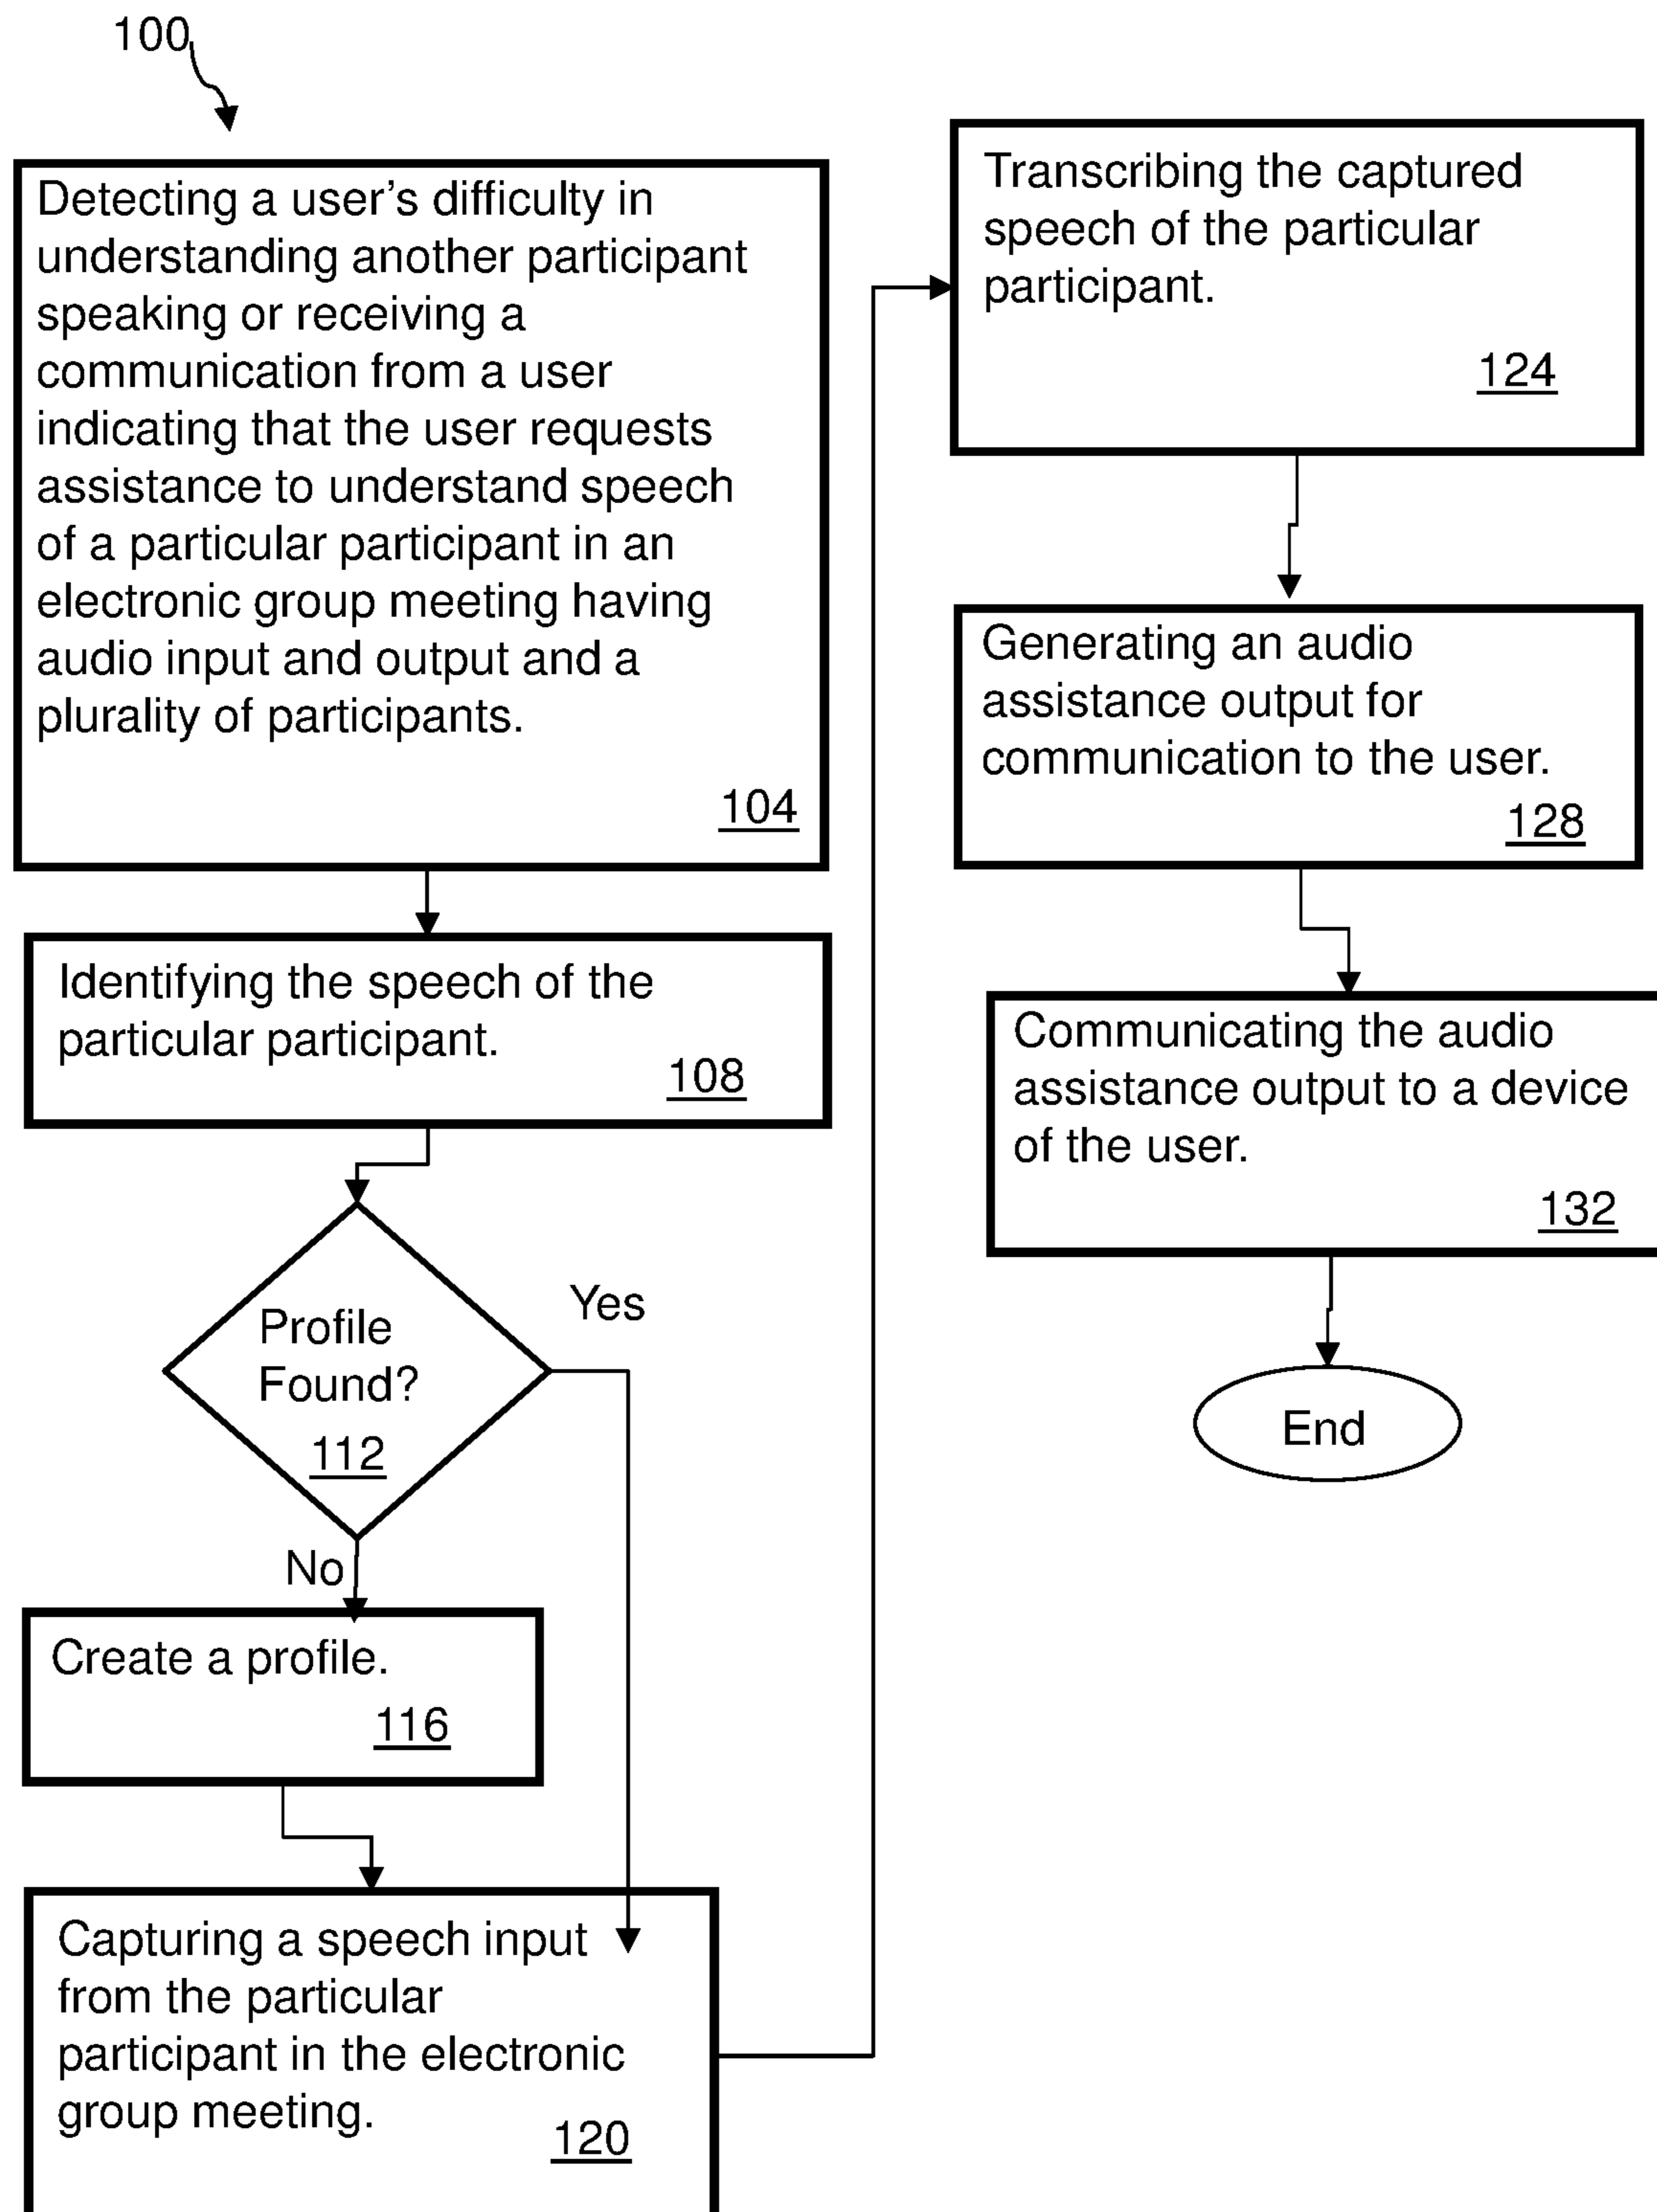 100
Detecting a user’s difficulty in
understanding another participant
speaking or receiving a
communication from a user
indicating that the user requests
assistance to understand speech
of a particular participant in an
electronic group meeting having
audio input and output and a
plurality of participants.
104
Identifying the speech of the
particular participant.
108
Profile
Found?
112
Yes
No
Create a profile.
116
Capturing a speech input
from the particular
participant in the electronic
group meeting.
120
Transcribing the captured
speech of the particular
participant.
124
Generating an audio
assistance output for
communication to the user.
128
Communicating the audio
assistance output to a device
of the user.
132
End